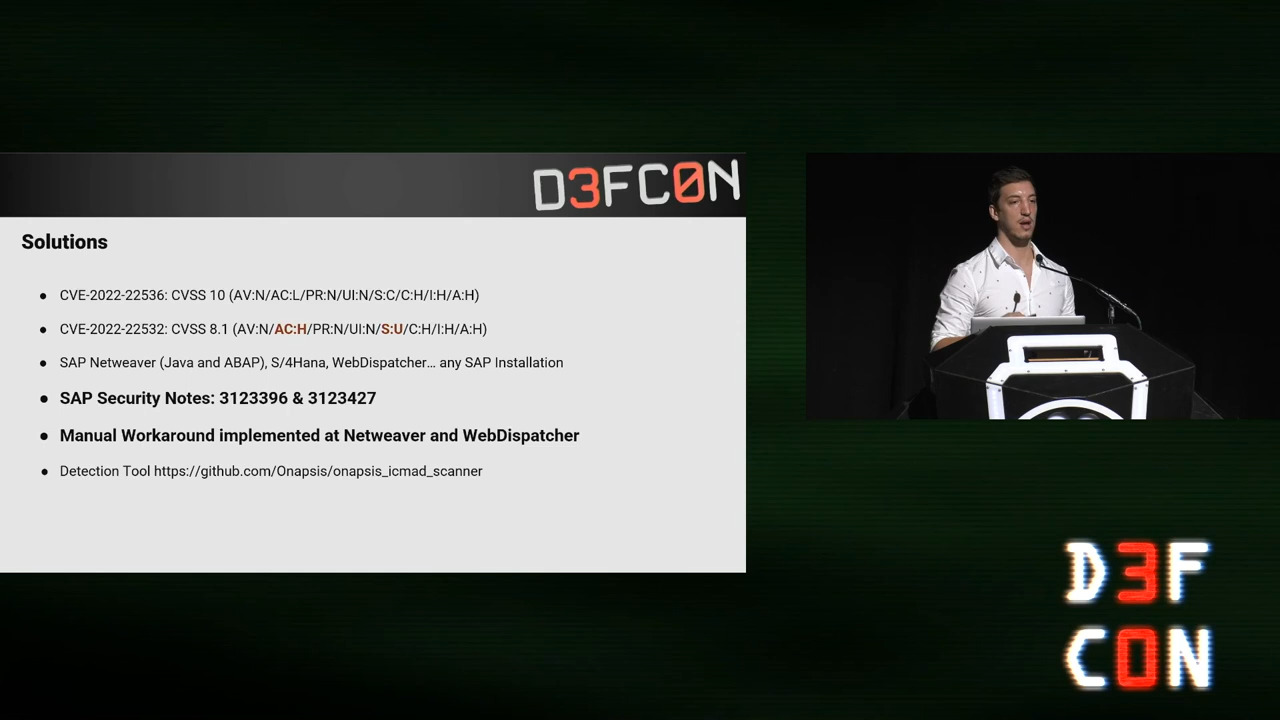 D3FC0N
Solutions
● CVE-2022-22536: CVSS 10 (AV:N/AC:L/PR:N/UI:N/S:C/C:H/I:H/A:H)
● CVE-2022-22532: CVSS 8.1 (AV:N/AC:H/PR:N/UI:N/S:U/C:H/I:H/A:H)
● SAP Netweaver (Java and ABAP), S/4Hana, WebDispatcher... any SAP Installation
● SAP Security Notes: 3123396 & 3123427
● Manual Workaround implemented at Netweaver and WebDispatcher
● Detection Tool https://github.com/Onapsis/onapsis_icmad_scanner
D3F
C0N